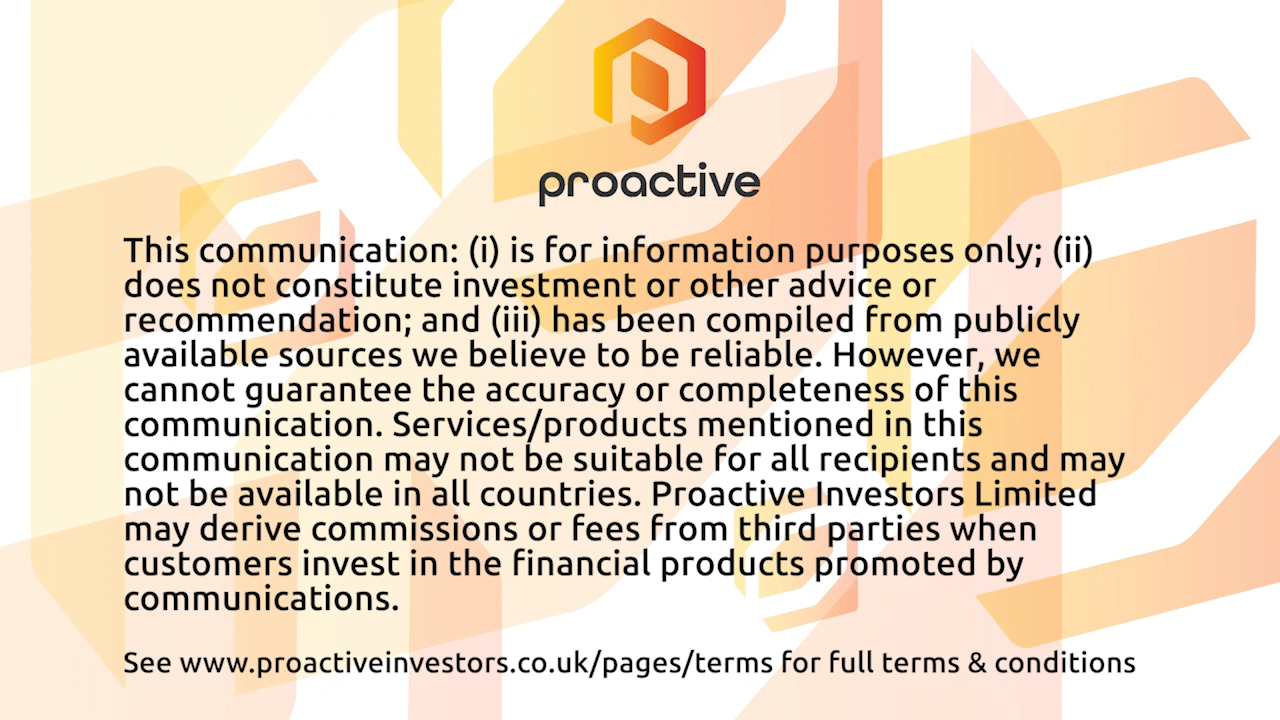 proactive
This communication: (i) is for information purposes only; (ii)
does not constitute investment or other advice or
recommendation; and (iii) has been compiled from publicly
available sources we believe to be reliable. However, we
cannot guarantee the accuracy or completeness of this
communication. Services/products mentioned in this
communication may not be suitable for all recipients and may
not be available in all countries. Proactive Investors Limited
may derive commissions or fees from third parties when
customers invest in the financial products promoted by
communications.
See www.proactiveinvestors.co.uk/pages/terms for full terms & conditions